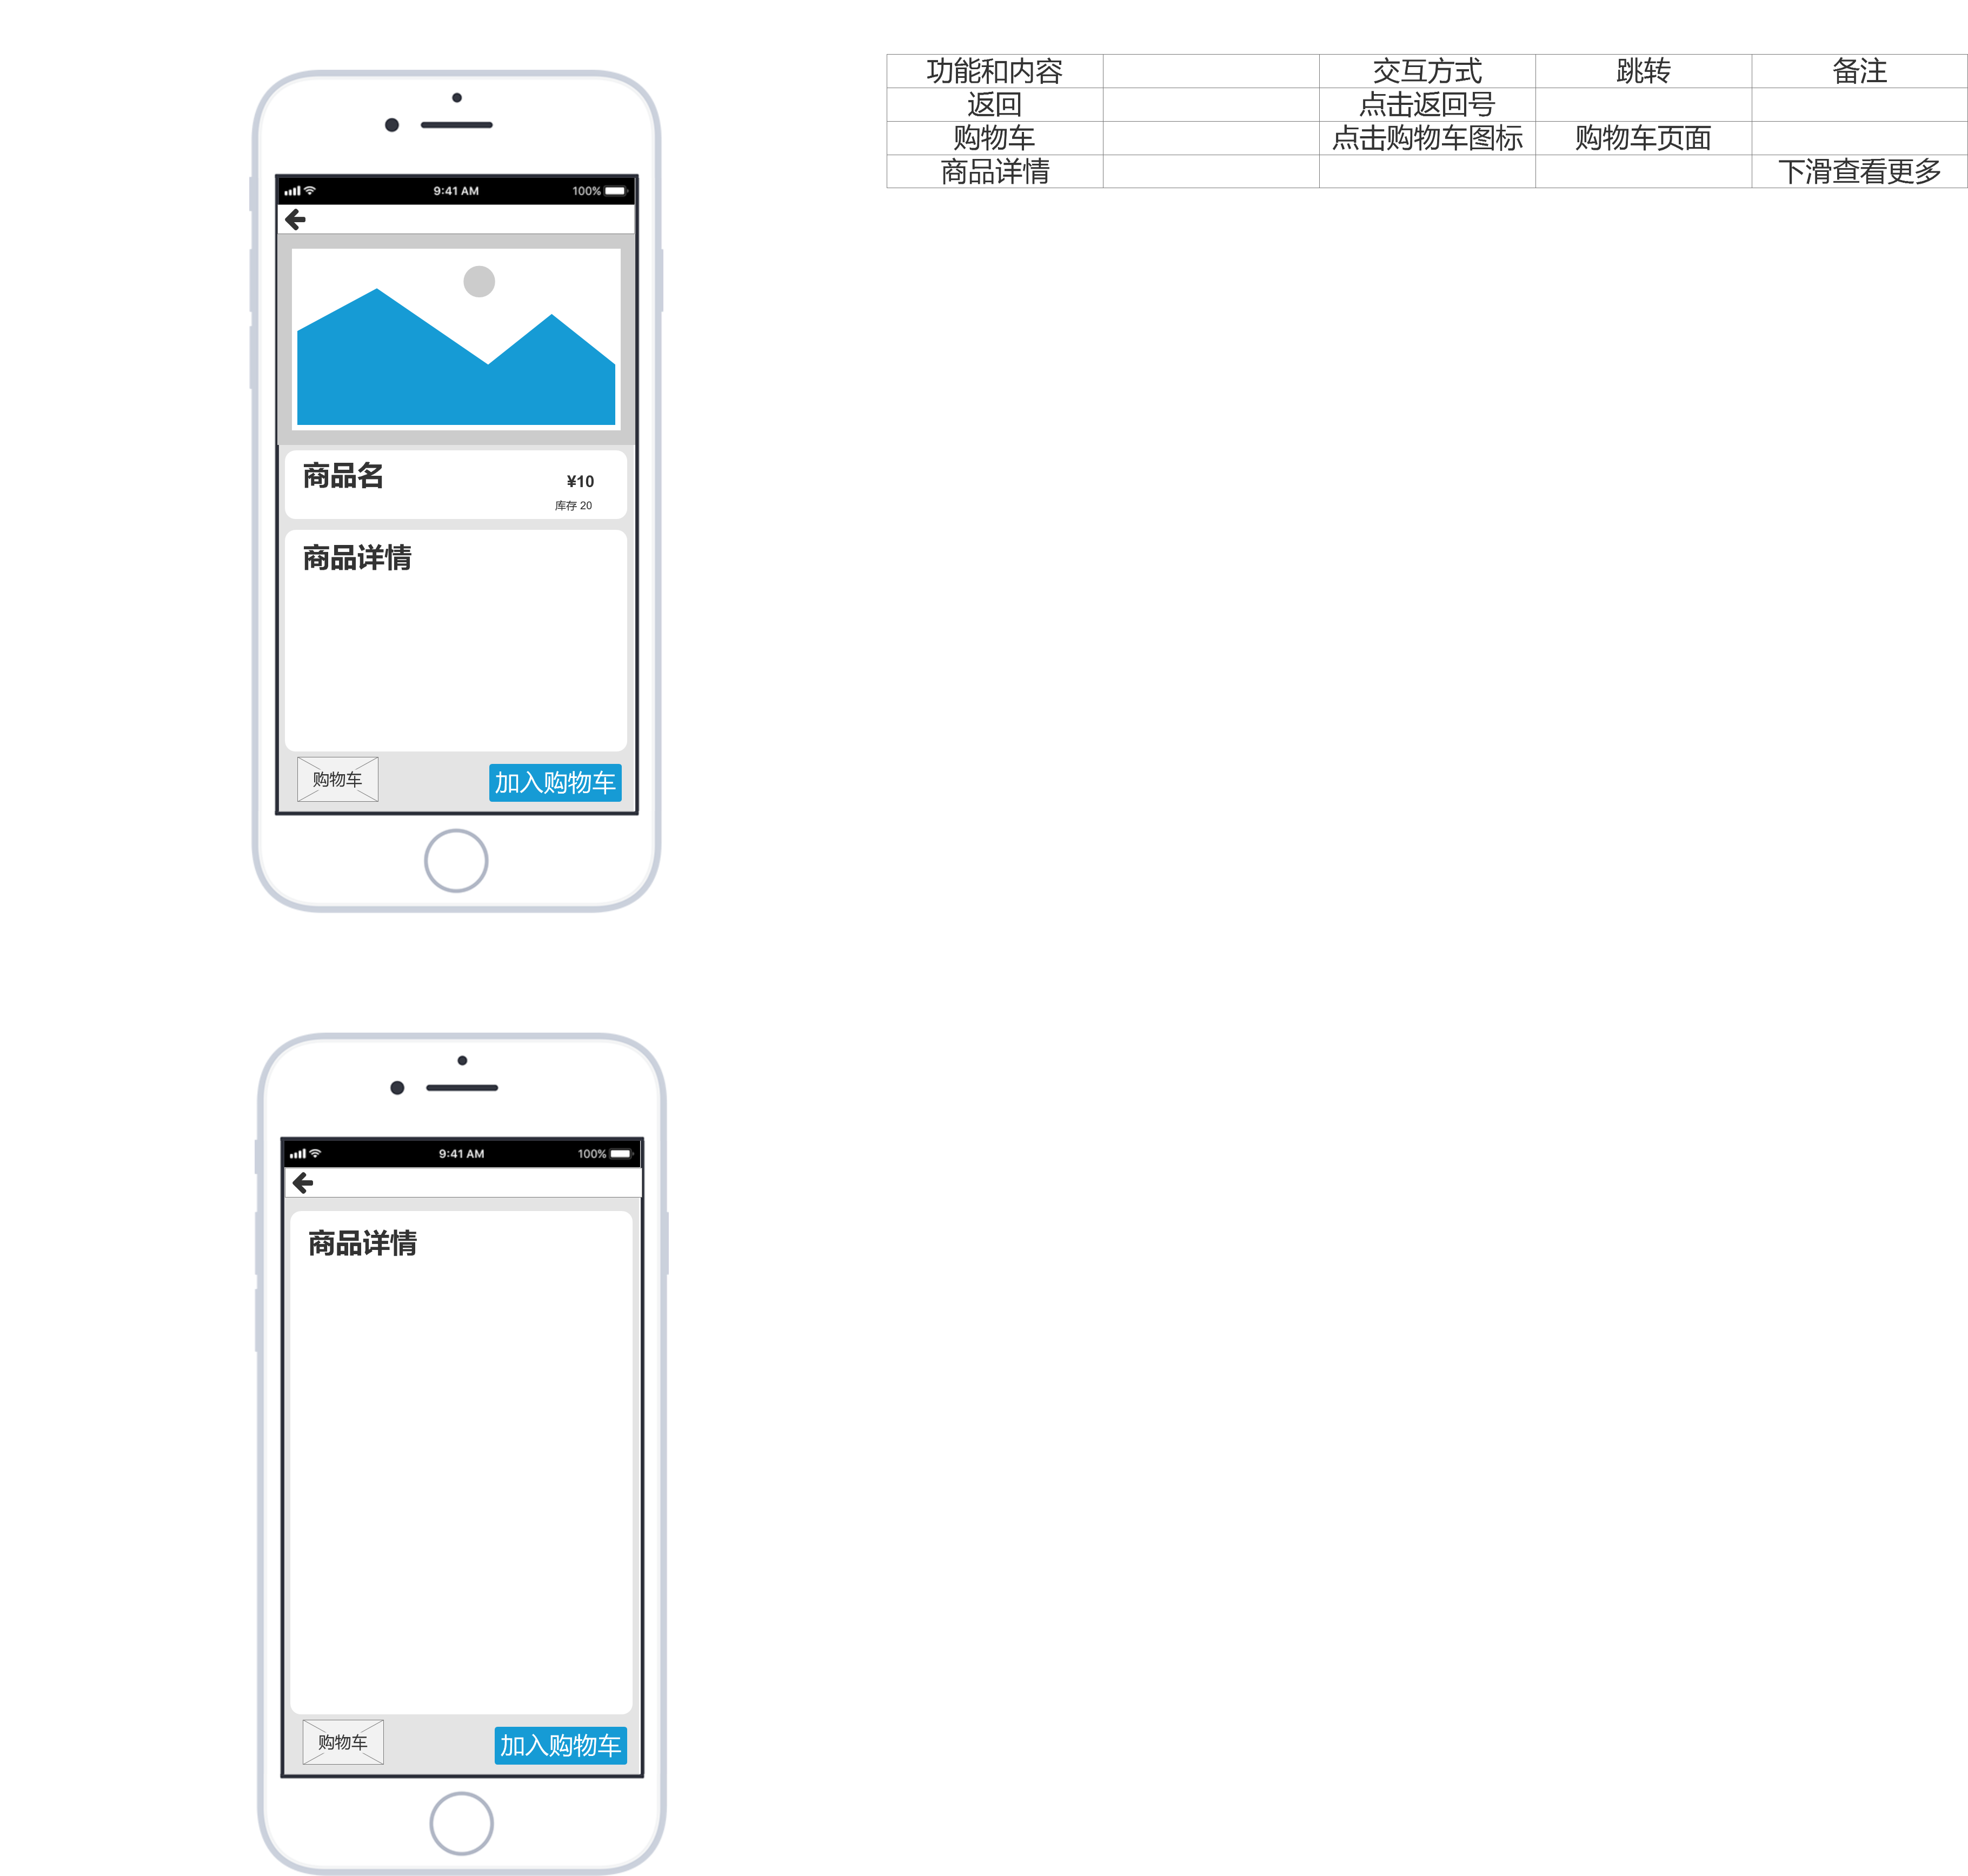 功能和内容 交互方式 跳转 备注
返回 点击返回号
购物车 点击购物车图标 购物车页面
商品详情 下滑查看更多
9:41 AM 100%
商品名
¥10
库存 20
商品详情
购物车 加入购物车
9:41 AM 100%
商品详情
购物车 加入购物车